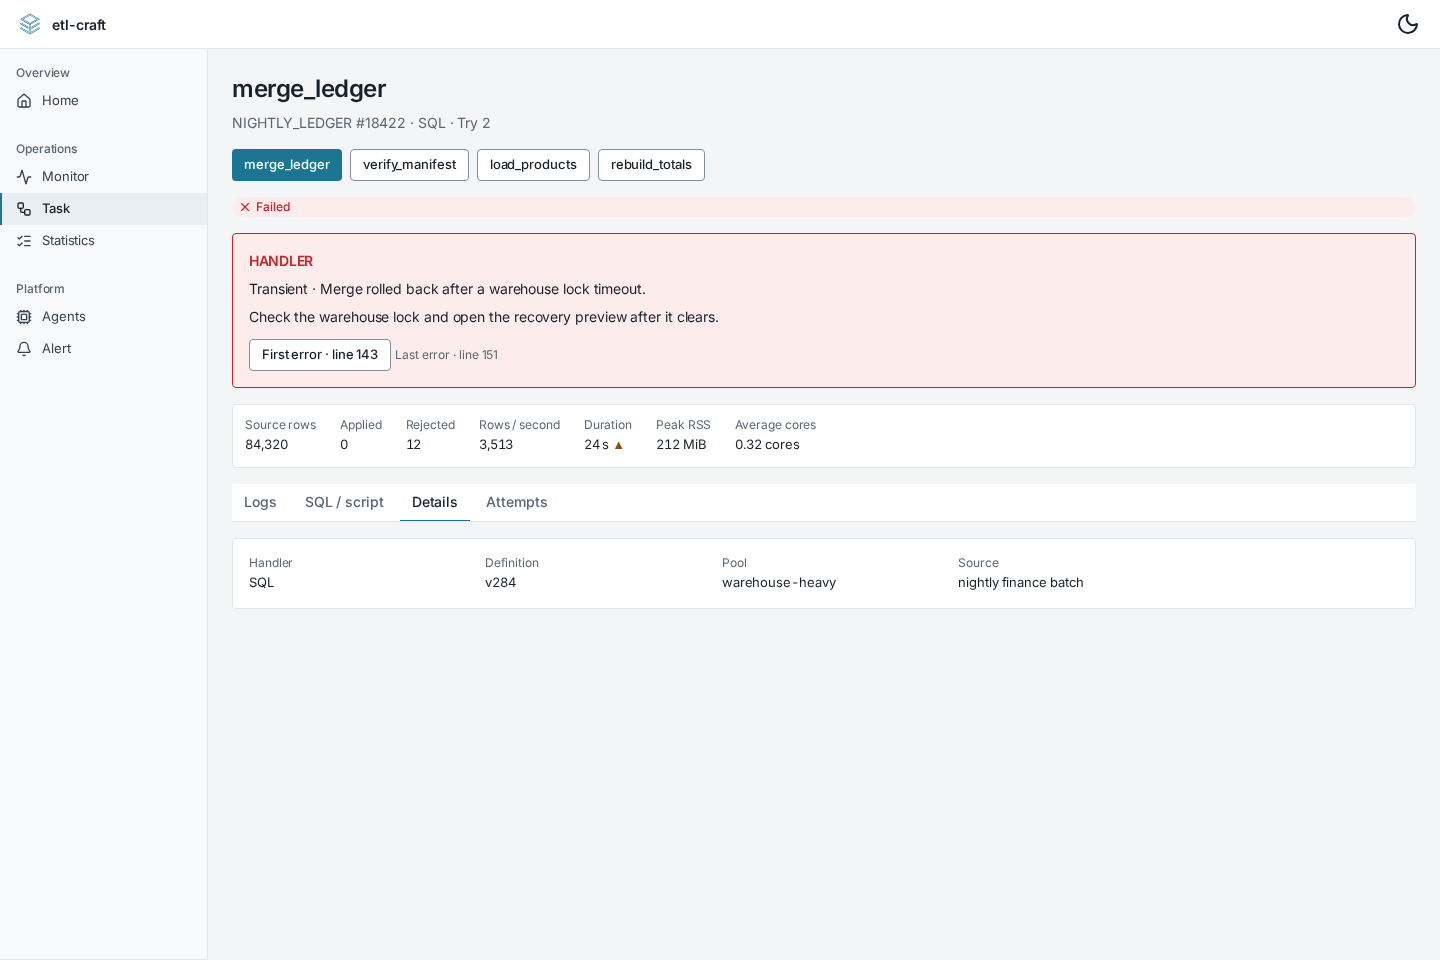 etl-craft
Overview
Home
Operations
Monitor
Task
Statistics
Platform
Agents
Alert
merge_ledger
NIGHTLY_LEDGER #18422 · SQL · Try 2
merge_ledger verify_manifest load_products rebuild_totals
Failed
HANDLER
Transient · Merge rolled back after a warehouse lock timeout.
Check the warehouse lock and open the recovery preview after it clears.
First error · line 143 Last error · line 151
Source rows Applied Rejected Rows / second Duration Peak RSS Average cores
84,320 0 12 3,513 24 s ▲ 212 MiB 0.32 cores
Logs SQL / script Details Attempts
Handler Definition Pool Source
SQL v284 warehouse-heavy nightly finance batch